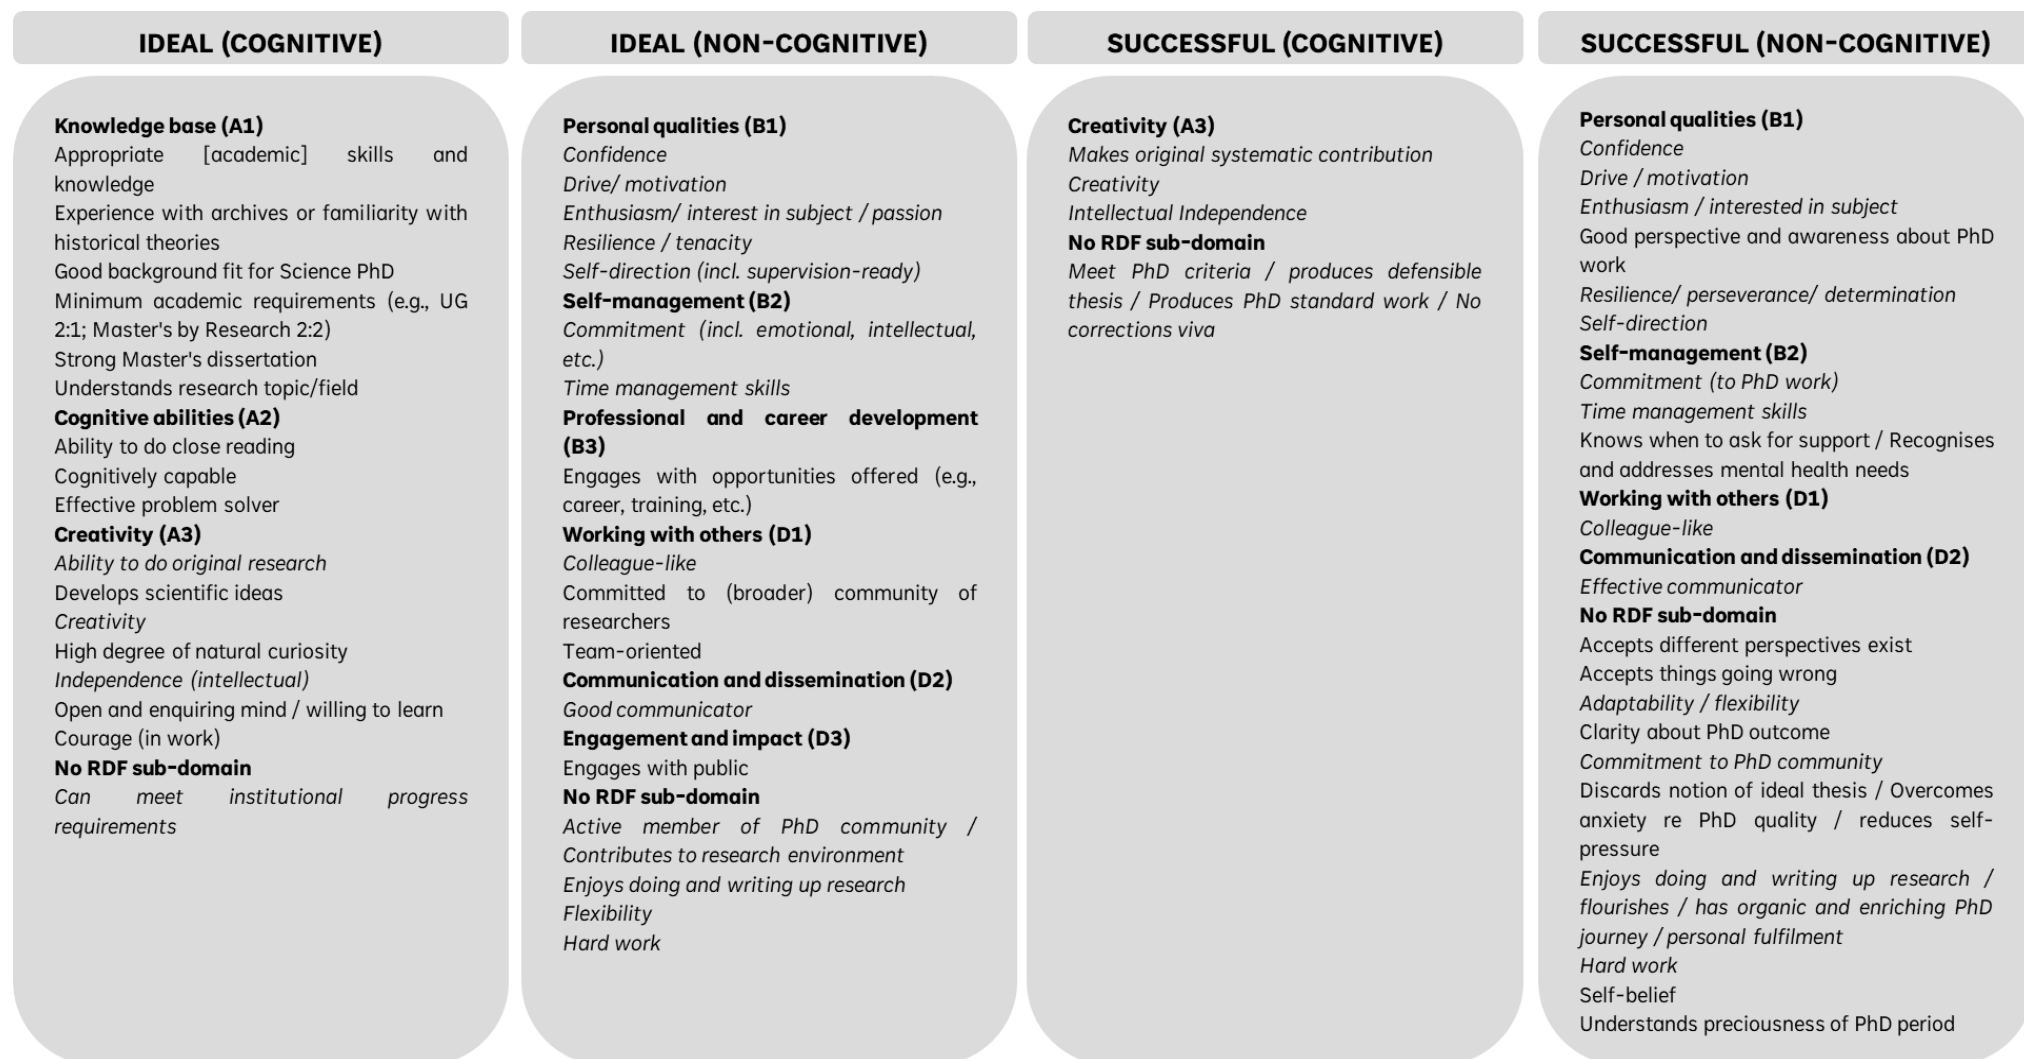 IDEAL (COGNITIVE)
Knowledge base (A1)
Appropriate [academic] skills and
knowledge
Experience with archives or familiarity with
historical theories
Good background fit for Science PhD
Minimum academic requirements (e.g., UG
2:1; Master's by Research 2:2)
Strong Master's dissertation
Understands research topic/field
Cognitive abilities (A2)
Ability to do close reading
Cognitively capable
Effective problem solver
Creativity (A3)
Ability to do original research
Develops scientific ideas
Creativity
High degree of natural curiosity
Independence (intellectual)
Open and enquiring mind / willing to learn
Courage (in work)
No RDF sub-domain
Can meet institutional progress
requirements
IDEAL (NON-COGNITIVE)
Personal qualities (B1)
Confidence
Drive/ motivation
Enthusiasm/ interest in subject / passion
Resilience / tenacity
Self-direction (incl. supervision-ready)
Self-management (B2)
Commitment (incl. emotional, intellectual,
etc.)
Time management skills
Professional and career development
(B3)
Engages with opportunities offered (e.g.,
career, training, etc.)
Working with others (D1)
Colleague-like
Committed to (broader) community of
researchers
Team-oriented
Communication and dissemination (D2)
Good communicator
Engagement and impact (D3)
Engages with public
No RDF sub-domain
Active member of PhD community /
Contributes to research environment
Enjoys doing and writing up research
Flexibility
Hard work
SUCCESSFUL (COGNITIVE)
Creativity (A3)
Makes original systematic contribution
Creativity
Intellectual Independence
No RDF sub-domain
Meet PhD criteria / produces defensible
thesis / Produces PhD standard work / No
corrections viva
SUCCESSFUL (NON-COGNITIVE)
Personal qualities (B1)
Confidence
Drive / motivation
Enthusiasm / interested in subject
Good perspective and awareness about PhD
work
Resilience/ perseverance/ determination
Self-direction
Self-management (B2)
Commitment (to PhD work)
Time management skills
Knows when to ask for support / Recognises
and addresses mental health needs
Working with others (D1)
Colleague-like
Communication and dissemination (D2)
Effective communicator
No RDF sub-domain
Accepts different perspectives exist
Accepts things going wrong
Adaptability / flexibility
Clarity about PhD outcome
Commitment to PhD community
Discards notion of ideal thesis / Overcomes
anxiety re PhD quality / reduces self-
pressure
Enjoys doing and writing up research /
flourishes / has organic and enriching PhD
journey / personal fulfilment
Hard work
Self-belief
Understands preciousness of PhD period